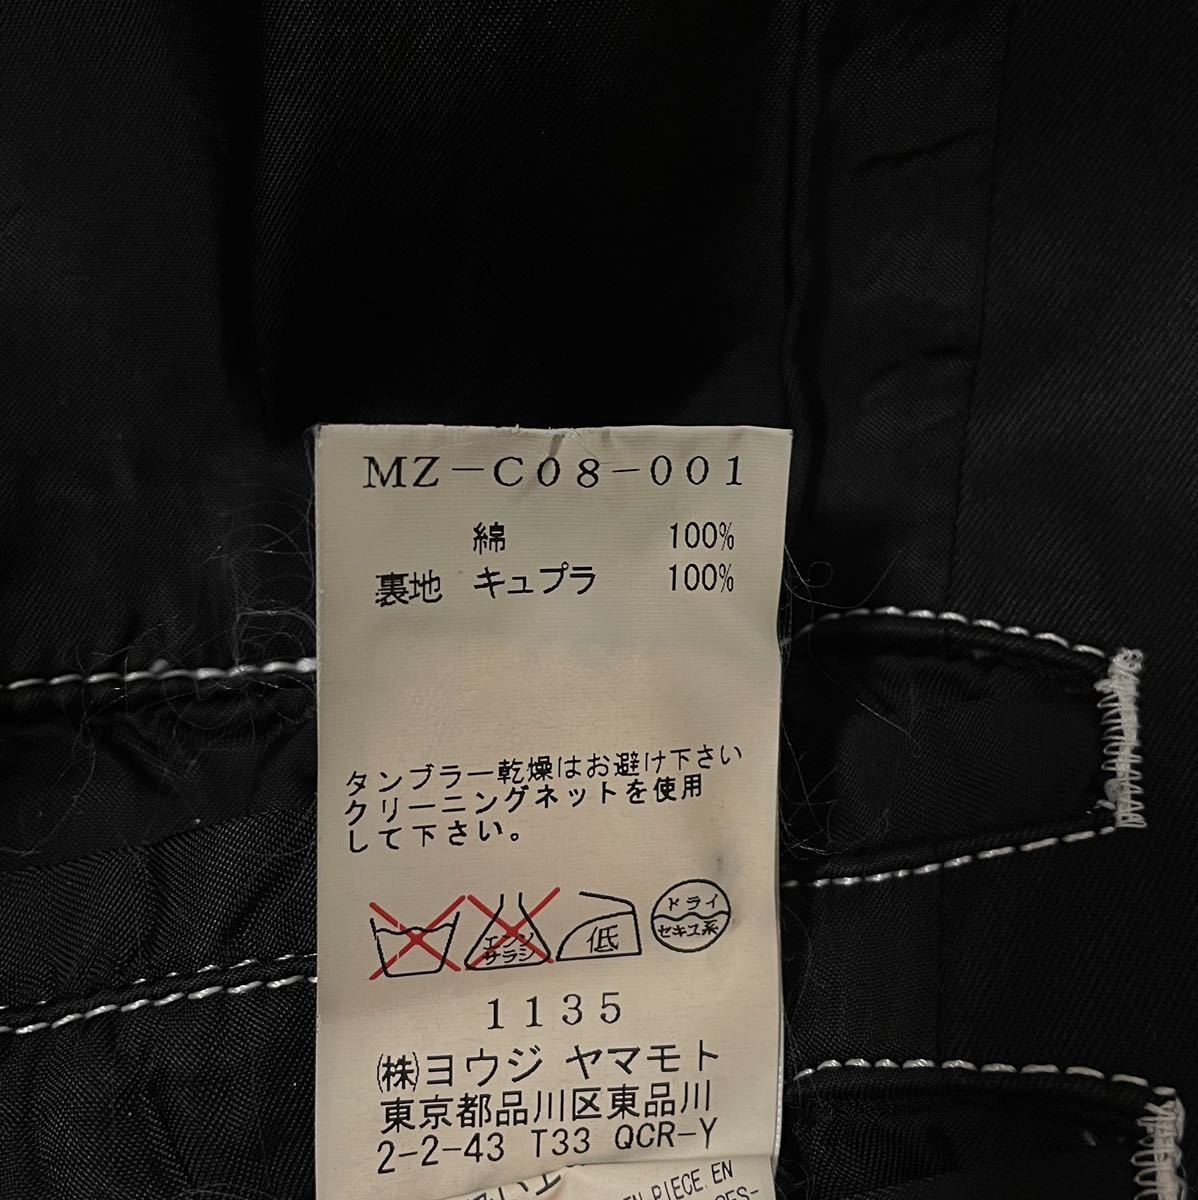 MZ-C08-001
綿 100%
裏地 キュプラ 100%
タンブラー乾燥はお避け下さい
クリーニングネットを使用
して下さい。
エンソ
サラシ
低
ドライ
セキユ系
1135
㈱ヨウジ ヤマモト
東京都品川区東品川
2-2-43 T33 QCR-Y
EN PIECE.EN